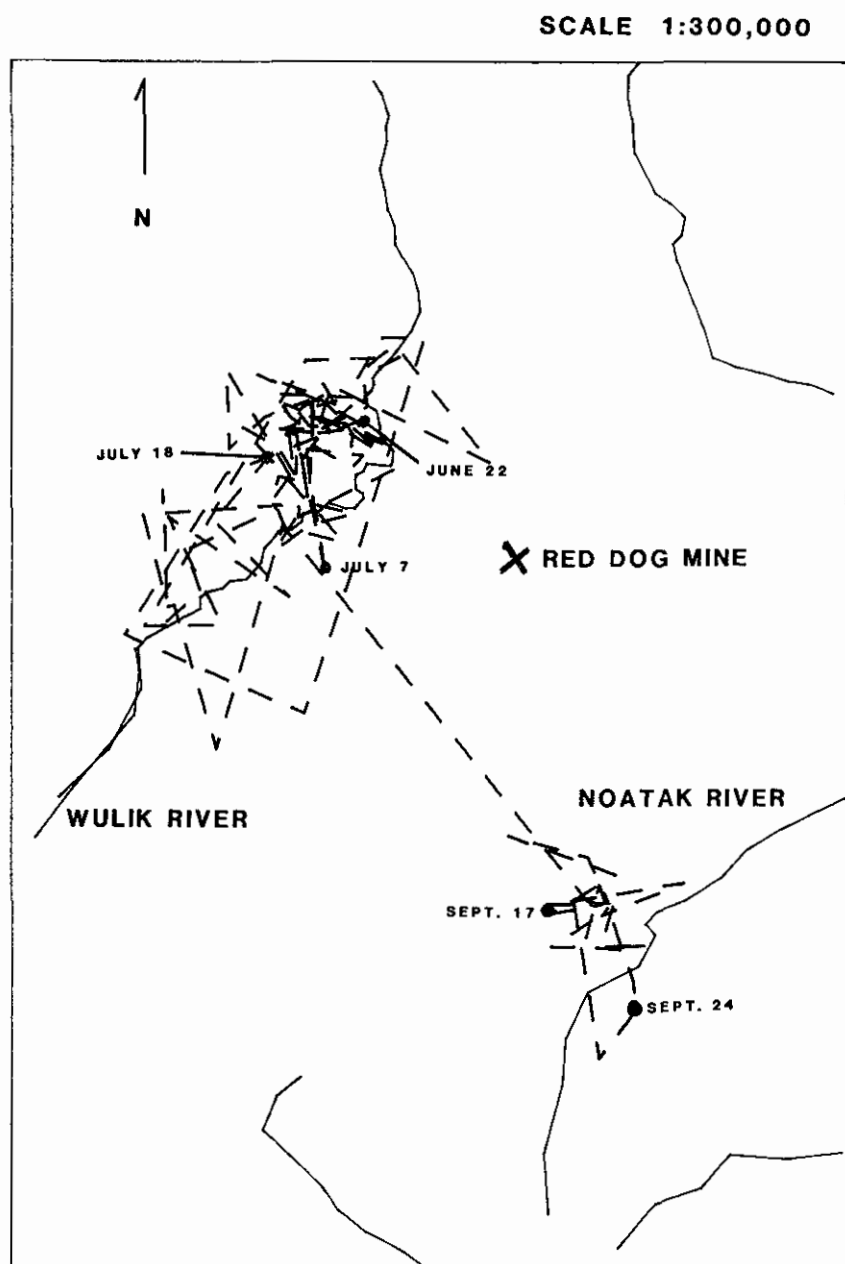 SCALE 1:300,000
N
JULY 18
JUNE 22
JULY 7
RED DOG MINE
WULIK RIVER
NOATAK RIVER
SEPT. 17
SEPT. 24